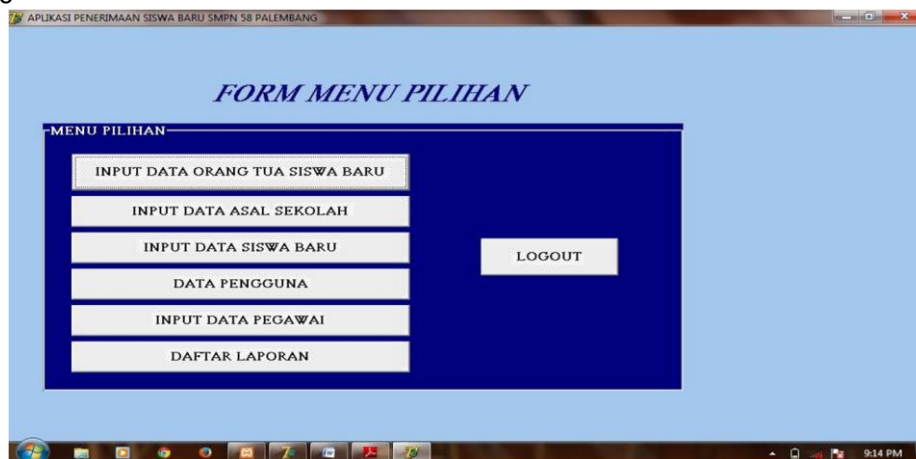 APLIKASI PENERIMAAN SISWA BARU SMPN 58 PALEMBANG
FORM MENU PILIHAN
MENU PILIHAN
INPUT DATA ORANG TUA SISWA BARU
INPUT DATA ASAL SEKOLAH
INPUT DATA SISWA BARU
LOGOUT
DATA PENGGUNA
INPUT DATA PEGAWAI
DAFTAR LAPORAN
9:14 PM